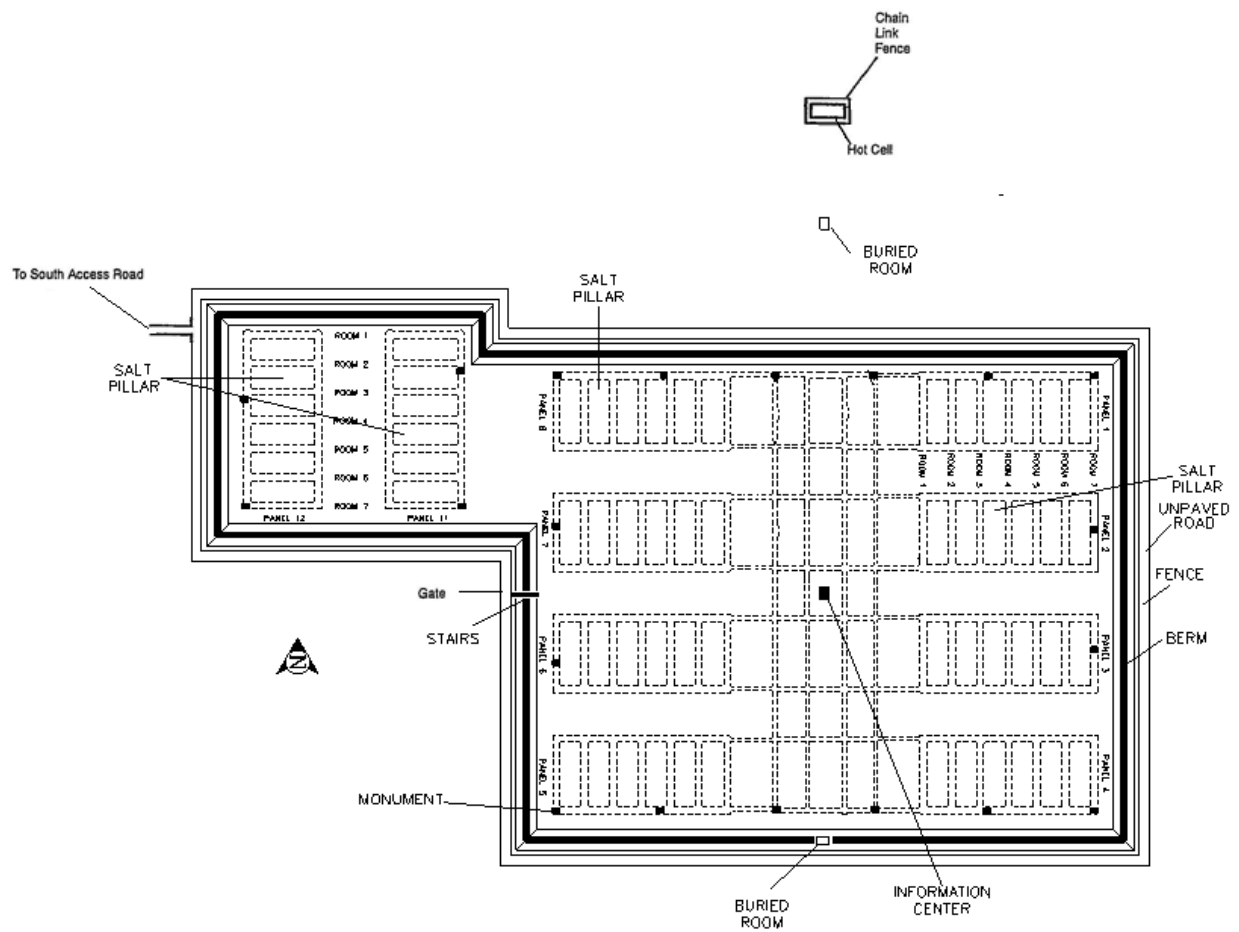 Chain
Link
Fence
Hot Cell
BURIED
ROOM
To South Access Road
SALT
PILLAR
ROOM 1
ROOM 2
ROOM 3
ROOM 4
ROOM 5
ROOM 6
ROOM 7
SALT
PILLAR
PANEL 12
PANEL 11
PANEL 8
PANEL 1
ROOM 1
ROOM 2
ROOM 3
ROOM 4
ROOM 5
ROOM 6
ROOM 7
SALT
PILLAR
PANEL 7
PANEL 2
UNPAVED
ROAD
FENCE
Gate
STAIRS
BERM
N
PANEL 6
PANEL 3
PANEL 5
PANEL 4
MONUMENT
BURIED
ROOM
INFORMATION
CENTER